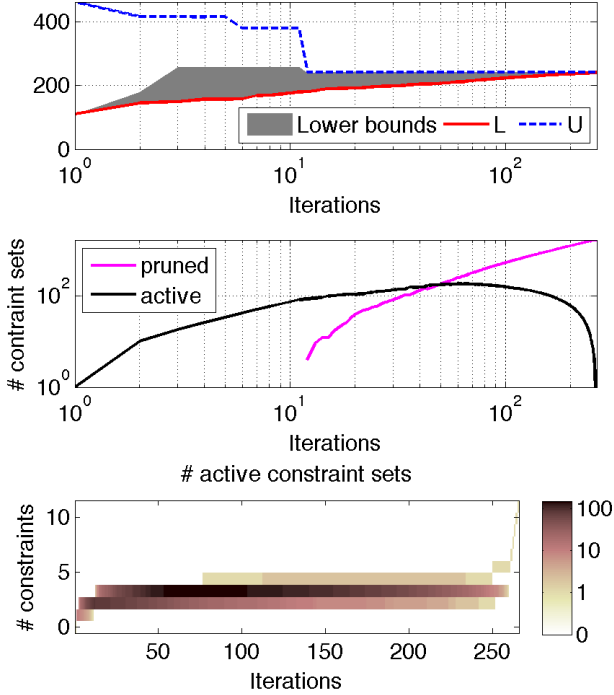 400
200
0
Lower bounds L U
10^0 10^1 10^2
Iterations
# contraint sets
10^2
10^0
pruned
active
10^0 10^1 10^2
Iterations
# active constraint sets
# constraints
10
5
0
50 100 150 200 250
Iterations
100
10
1
0